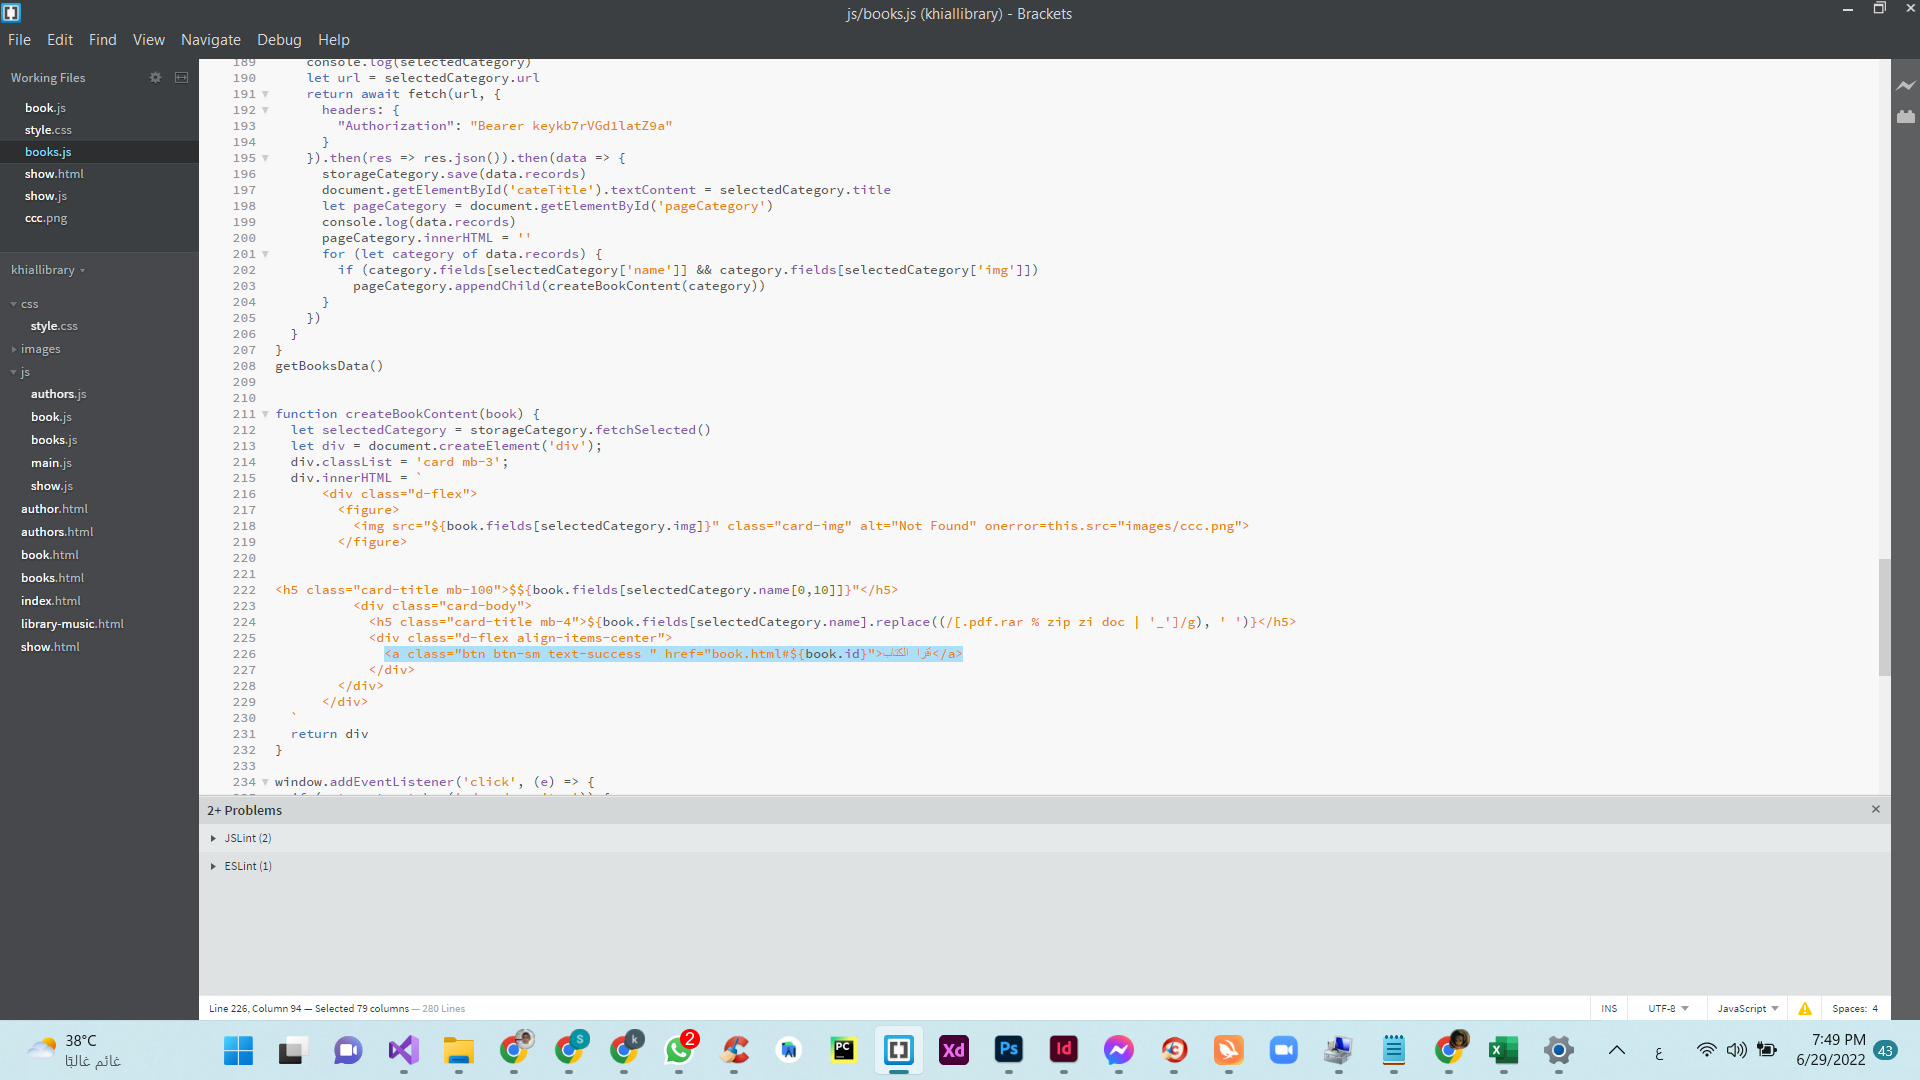 js/books.js (khiallibrary) - Brackets
File Edit Find View Navigate Debug Help
Working Files
book.js
style.css
books.js
show.html
show.js
ccc.png
khiallibrary
css
style.css
images
js
authors.js
book.js
books.js
main.js
show.js
author.html
authors.html
book.html
books.html
index.html
library-music.html
show.html
189 console.log(selectedCategory)
190 let url = selectedCategory.url
191 return await fetch(url, {
192 headers: {
193 "Authorization": "Bearer keykb7rVGd1latZ9a"
194 }
195 }).then(res => res.json()).then(data => {
196 storageCategory.save(data.records)
197 document.getElementById('cateTitle').textContent = selectedCategory.title
198 let pageCategory = document.getElementById('pageCategory')
199 console.log(data.records)
200 pageCategory.innerHTML = ''
201 for (let category of data.records) {
202 if (category.fields[selectedCategory['name']] && category.fields[selectedCategory['img']])
203 pageCategory.appendChild(createBookContent(category))
204 }
205 })
206 }
207 }
208 getBooksData()
209
210
211 function createBookContent(book) {
212 let selectedCategory = storageCategory.fetchSelected()
213 let div = document.createElement('div');
214 div.classList = 'card mb-3';
215 div.innerHTML = `
216 <div class="d-flex">
217 <figure>
218 <img src="${book.fields[selectedCategory.img]}" class="card-img" alt="Not Found" onerror=this.src="images/ccc.png">
219 </figure>
220
221
222 <h5 class="card-title mb-100">$${book.fields[selectedCategory.name[0,10]]}"</h5>
223 <div class="card-body">
224 <h5 class="card-title mb-4">${book.fields[selectedCategory.name].replace((/[.pdf.rar % zip zi doc | '_']/g), ' ')}</h5>
225 <div class="d-flex align-items-center">
226 <a class="btn btn-sm text-success " href="book.html#${book.id}">أقرا الكتاب</a>
227 </div>
228 </div>
229 </div>
230 `
231 return div
232 }
233
234 window.addEventListener('click', (e) => {
2+ Problems
JSLint (2)
ESLint (1)
Line 226, Column 94 — Selected 79 columns — 280 Lines
INS UTF-8 JavaScript Spaces: 4
38°C
غائم غالبًا
S
k
2
PC
Xd
Ps
Id
ع
7:49 PM
6/29/2022
43